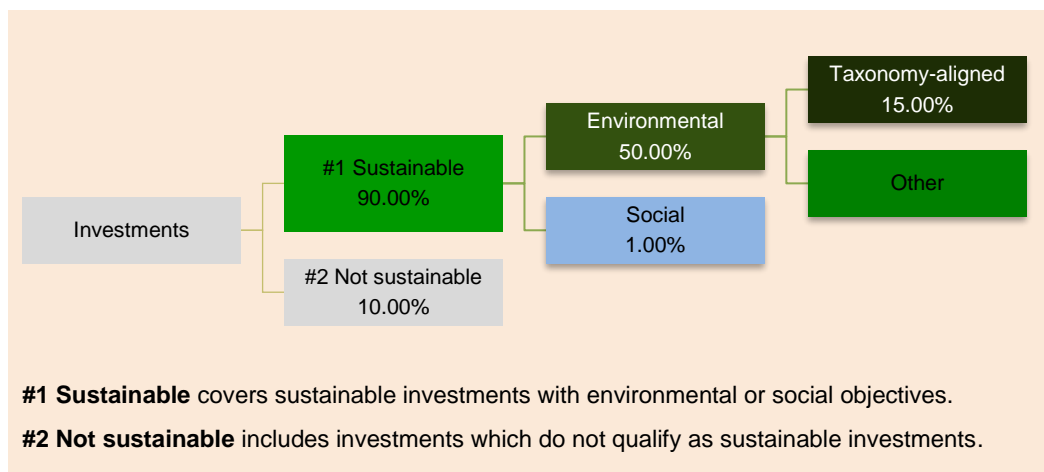 Investments
#1 Sustainable
90.00%
#2 Not sustainable
10.00%
Environmental
50.00%
Social
1.00%
Taxonomy-aligned
15.00%
Other
#1 Sustainable covers sustainable investments with environmental or social objectives.
#2 Not sustainable includes investments which do not qualify as sustainable investments.